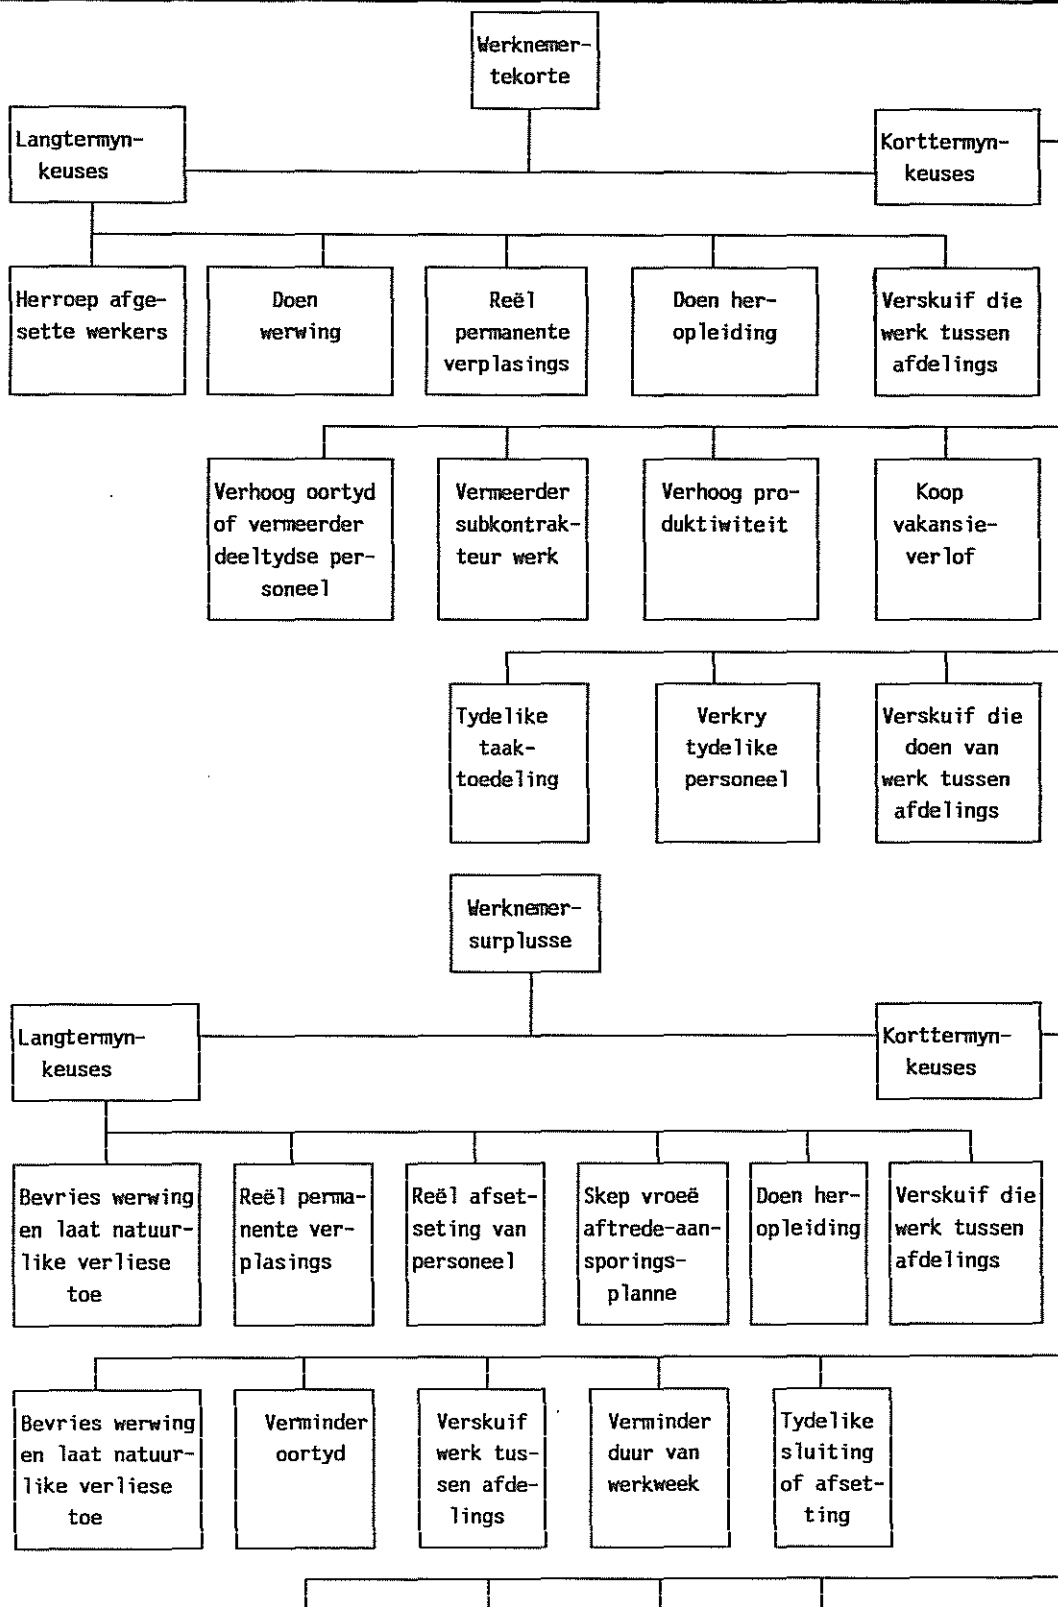 Werknemer-
tekorte
Langtermyn-
keuses
Korttermyn-
keuses
Herroep afge-
sette werkers
Doen
werwing
Reël
permanente
verplasings
Doen her-
opleiding
Verskuif die
werk tussen
afdelings
Verhoog oortyd
of vermeerder
deeltydse per-
soneel
Vermeerder
subkontrak-
teur werk
Verhoog pro-
duktiwiteit
Koop
vakansie-
verlof
Tydelike
taak-
toedeling
Verkry
tydelike
personeel
Verskuif die
doen van
werk tussen
afdelings
Werknemer-
surplusse
Langtermyn-
keuses
Korttermyn-
keuses
Bevries werwing
en laat natuur-
like verliese
toe
Reël perma-
nente ver-
plasings
Reël afset-
seting van
personeel
Skep vroeë
aftrede-aan-
sporings-
planne
Doen her-
opleiding
Verskuif die
werk tussen
afdelings
Bevries werwing
en laat natuur-
like verliese
toe
Verminder
oortyd
Verskuif
werk tus-
sen afde-
lings
Verminder
duur van
werkweek
Tydelike
sluiting
of afset-
ting